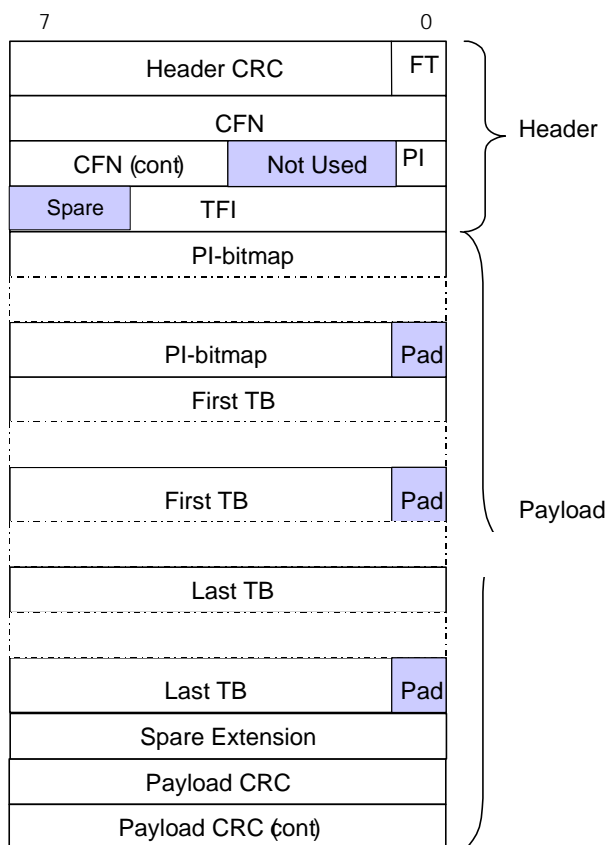 7 0
Header CRC FT
CFN
Header
CFN (cont) Not Used PI
Spare TFI
PI-bitmap
PI-bitmap Pad
First TB
First TB Pad
Payload
Last TB
Last TB Pad
Spare Extension
Payload CRC
Payload CRC (cont)